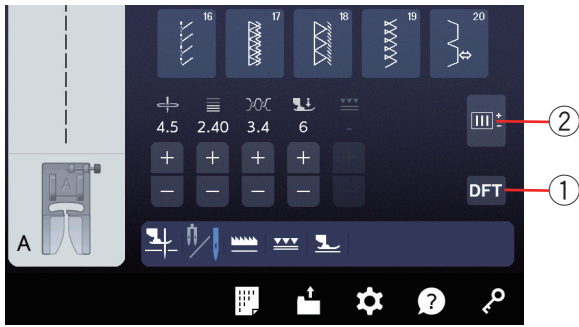 16 17 18 19 20
4.5 2.40 3.4 6 -
+ + + + +
- - - - -
DFT
A
A
?
2
1